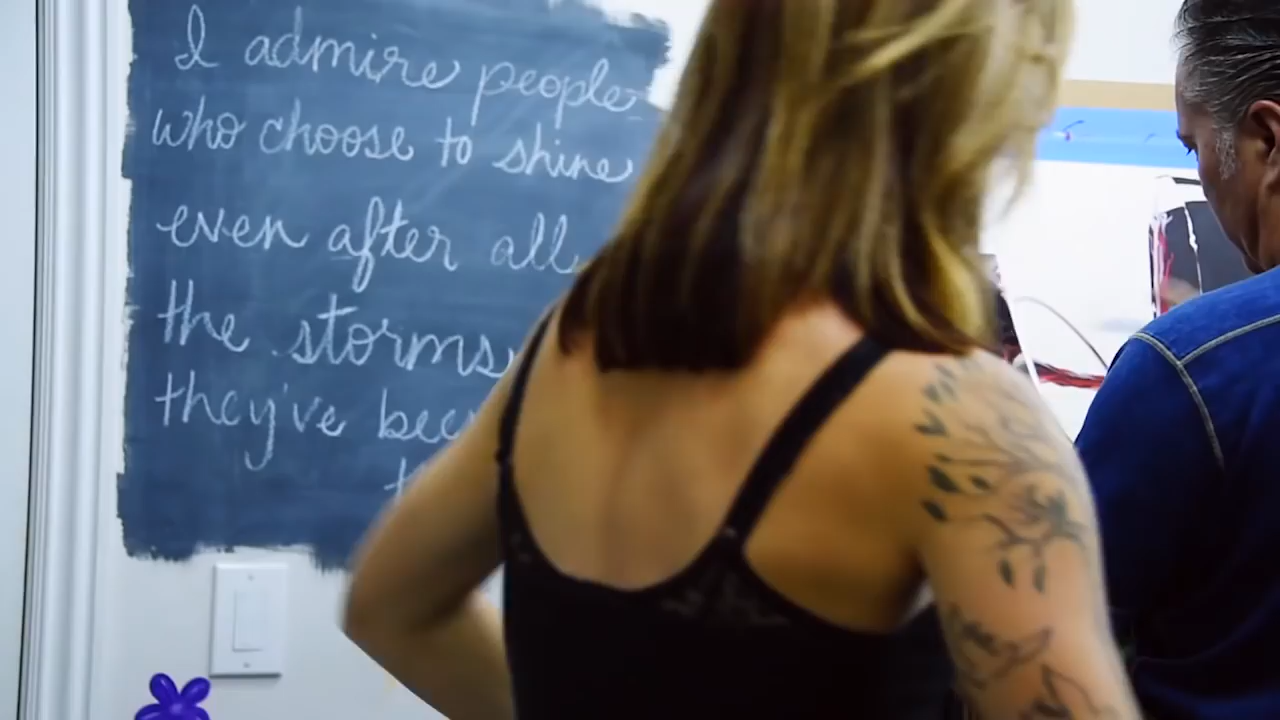 I admire people
who choose to shine
even after all
the storms
they've